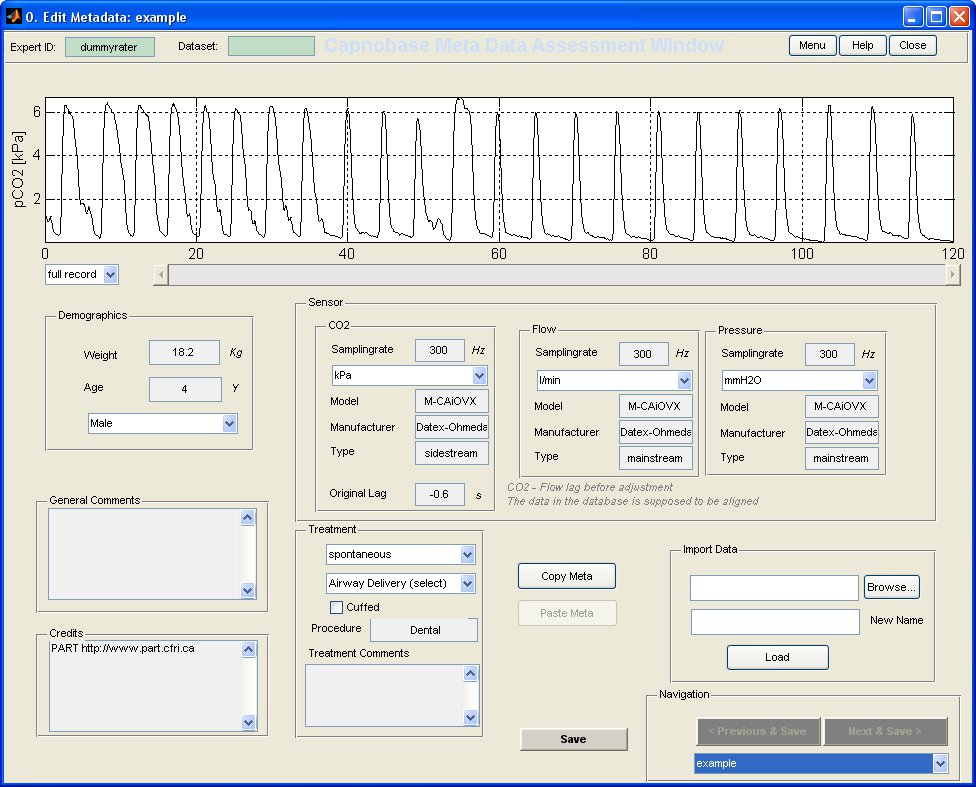 0. Edit Metadata: example
Expert ID: dummyrater Dataset: Capnobase Meta Data Assessment Window Menu Help Close
pCO2 [kPa]
6
4
2
0 20 40 60 80 100 120
full record
Demographics
Weight 18.2 Kg
Age 4 Y
Male
Sensor
CO2
Samplingrate 300 Hz
kPa
Model M-CAiOVX
Manufacturer Datex-Ohmeda
Type sidestream
Original Lag -0.6 s
Flow
Samplingrate 300 Hz
l/min
Model M-CAiOVX
Manufacturer Datex-Ohmeda
Type mainstream
Pressure
Samplingrate 300 Hz
mmH2O
Model M-CAiOVX
Manufacturer Datex-Ohmeda
Type mainstream
CO2 - Flow lag before adjustment
The data in the database is supposed to be aligned
General Comments
Credits
PART http://www.part.cfri.ca
Treatment
spontaneous
Airway Delivery (select)
Cuffed
Procedure Dental
Treatment Comments
Copy Meta
Paste Meta
Save
Import Data
Browse...
New Name
Load
Navigation
< Previous & Save Next & Save >
example